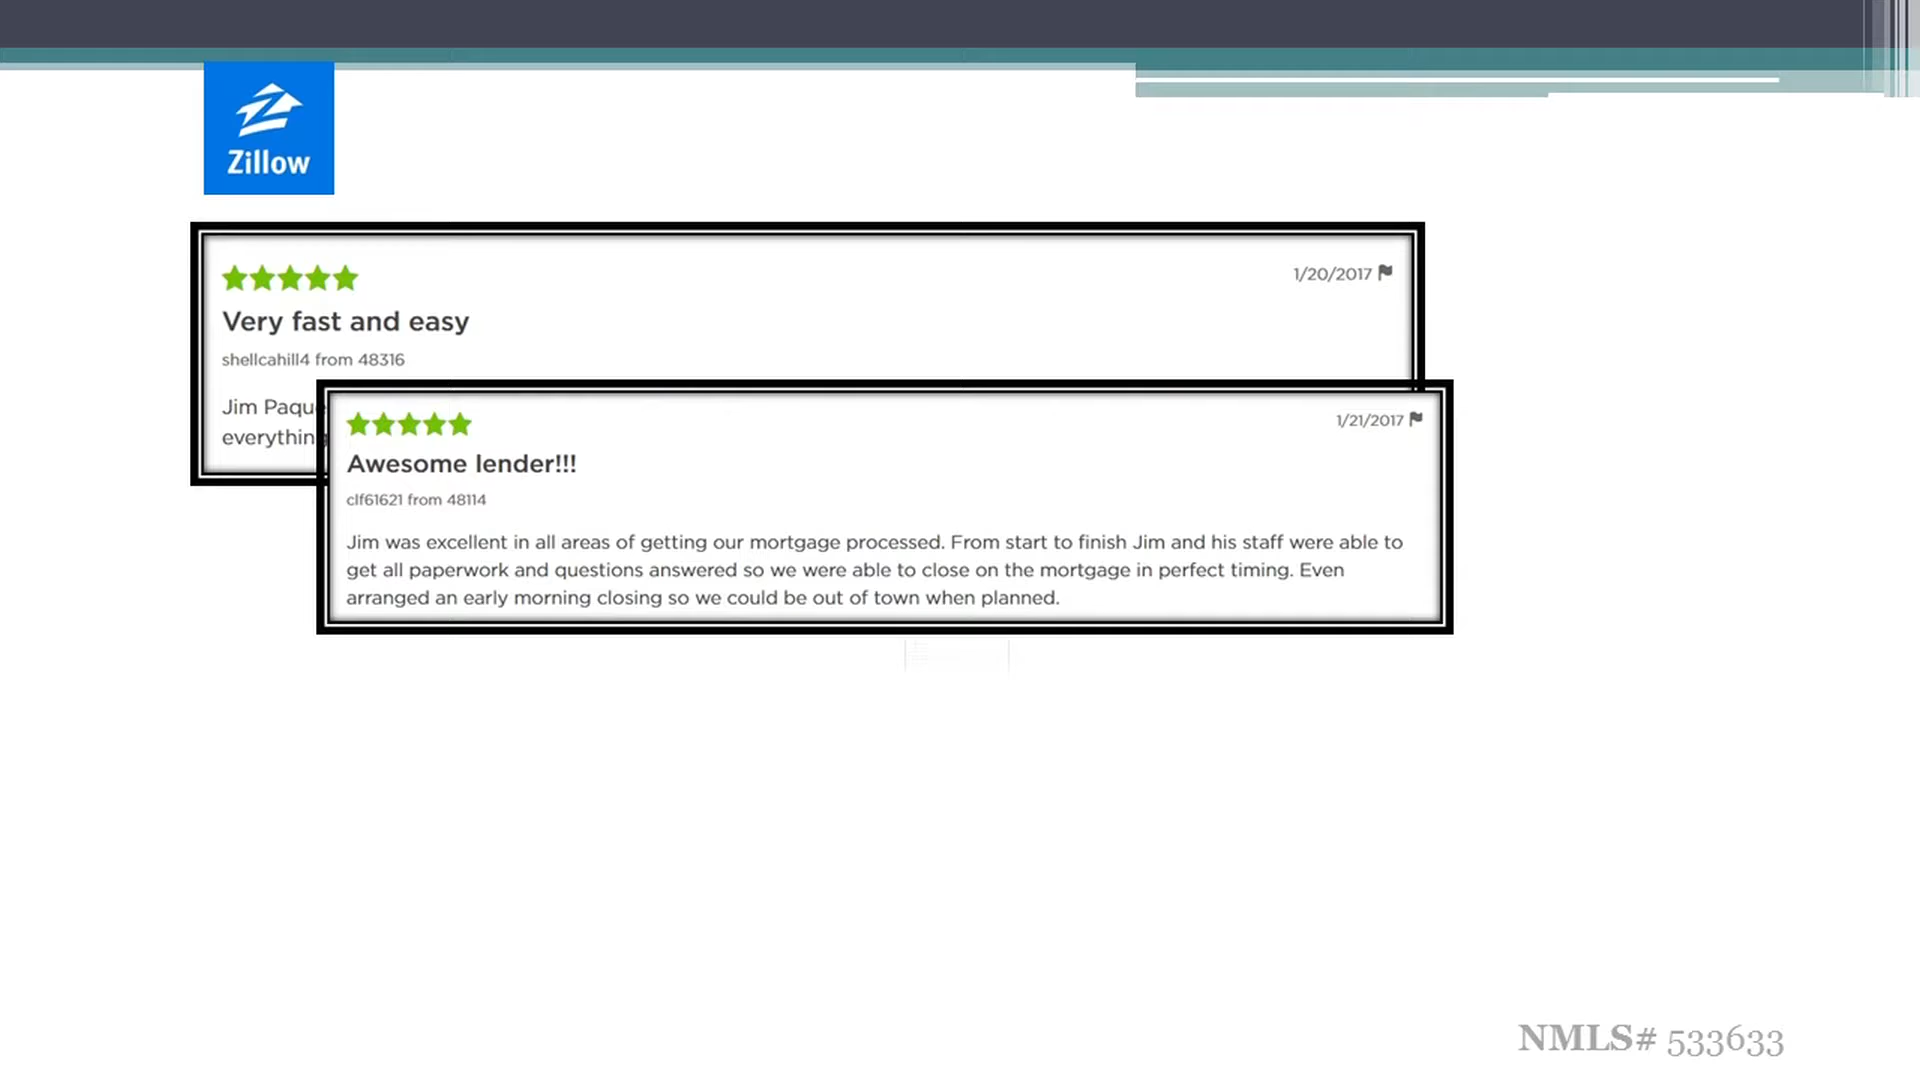 Zillow
1/20/2017
Very fast and easy
shellcahill4 from 48316
Jim
everything
1/21/2017
Awesome lender!!!
clf61621 from 48114
Jim was excellent in all areas of getting our mortgage processed. From start to finish Jim and his staff were able to
get all paperwork and questions answered so we were able to close on the mortgage in perfect timing. Even
arranged an early morning closing so we could be out of town when planned.
NMLS# 533633